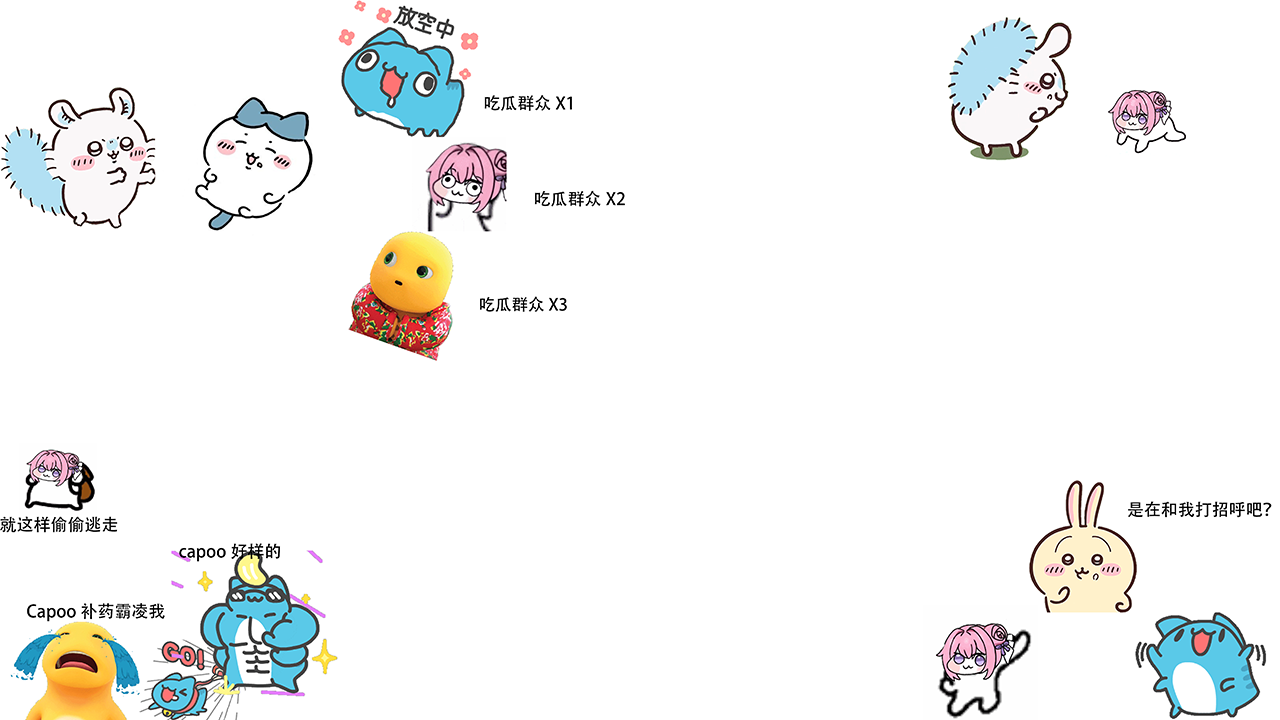 放空中
吃瓜群众 X1
吃瓜群众 X2
吃瓜群众 X3
就这样偷偷逃走
capoo 好样的
Capoo 补药霸凌我
GO!
是在和我打招呼吧?